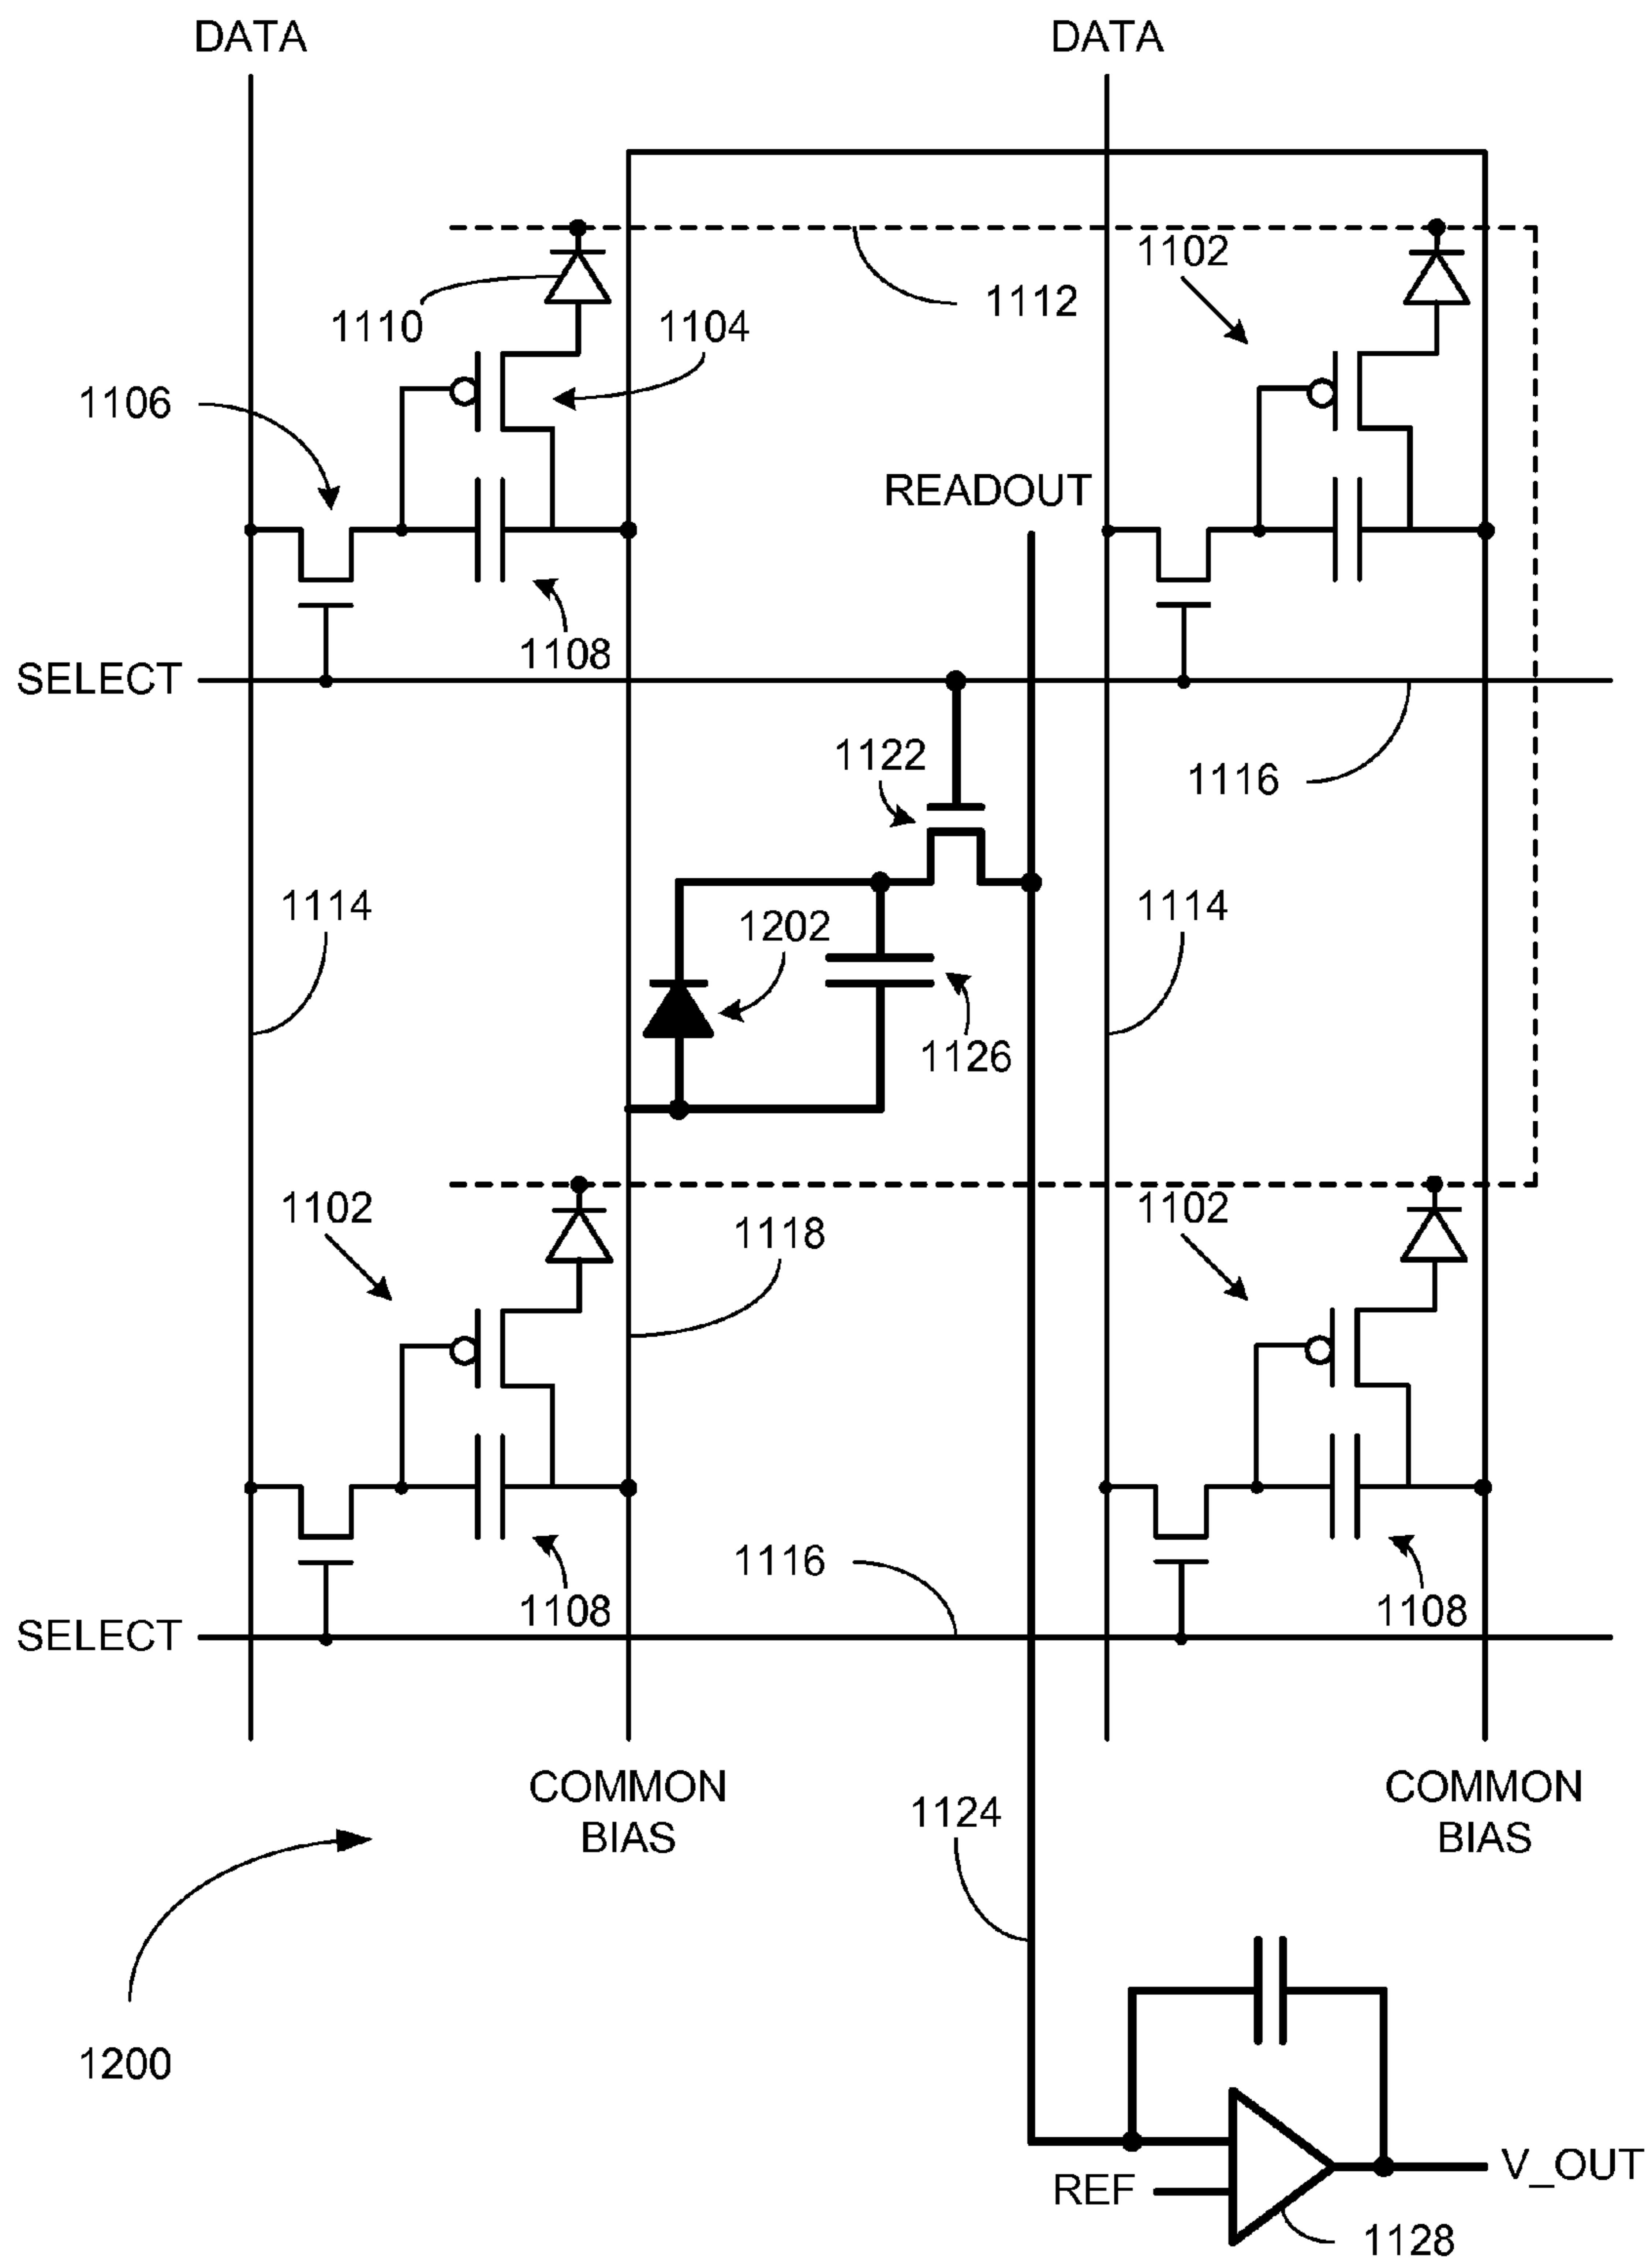 DATA
DATA
1102
1110
1104
1112
1106
READOUT
1108
SELECT
1122
1116
1114
1202
1114
1126
1102
1118
1102
1116
1108
1108
SELECT
COMMON
BIAS
COMMON
BIAS
1124
1200
V_OUT
REF
1128